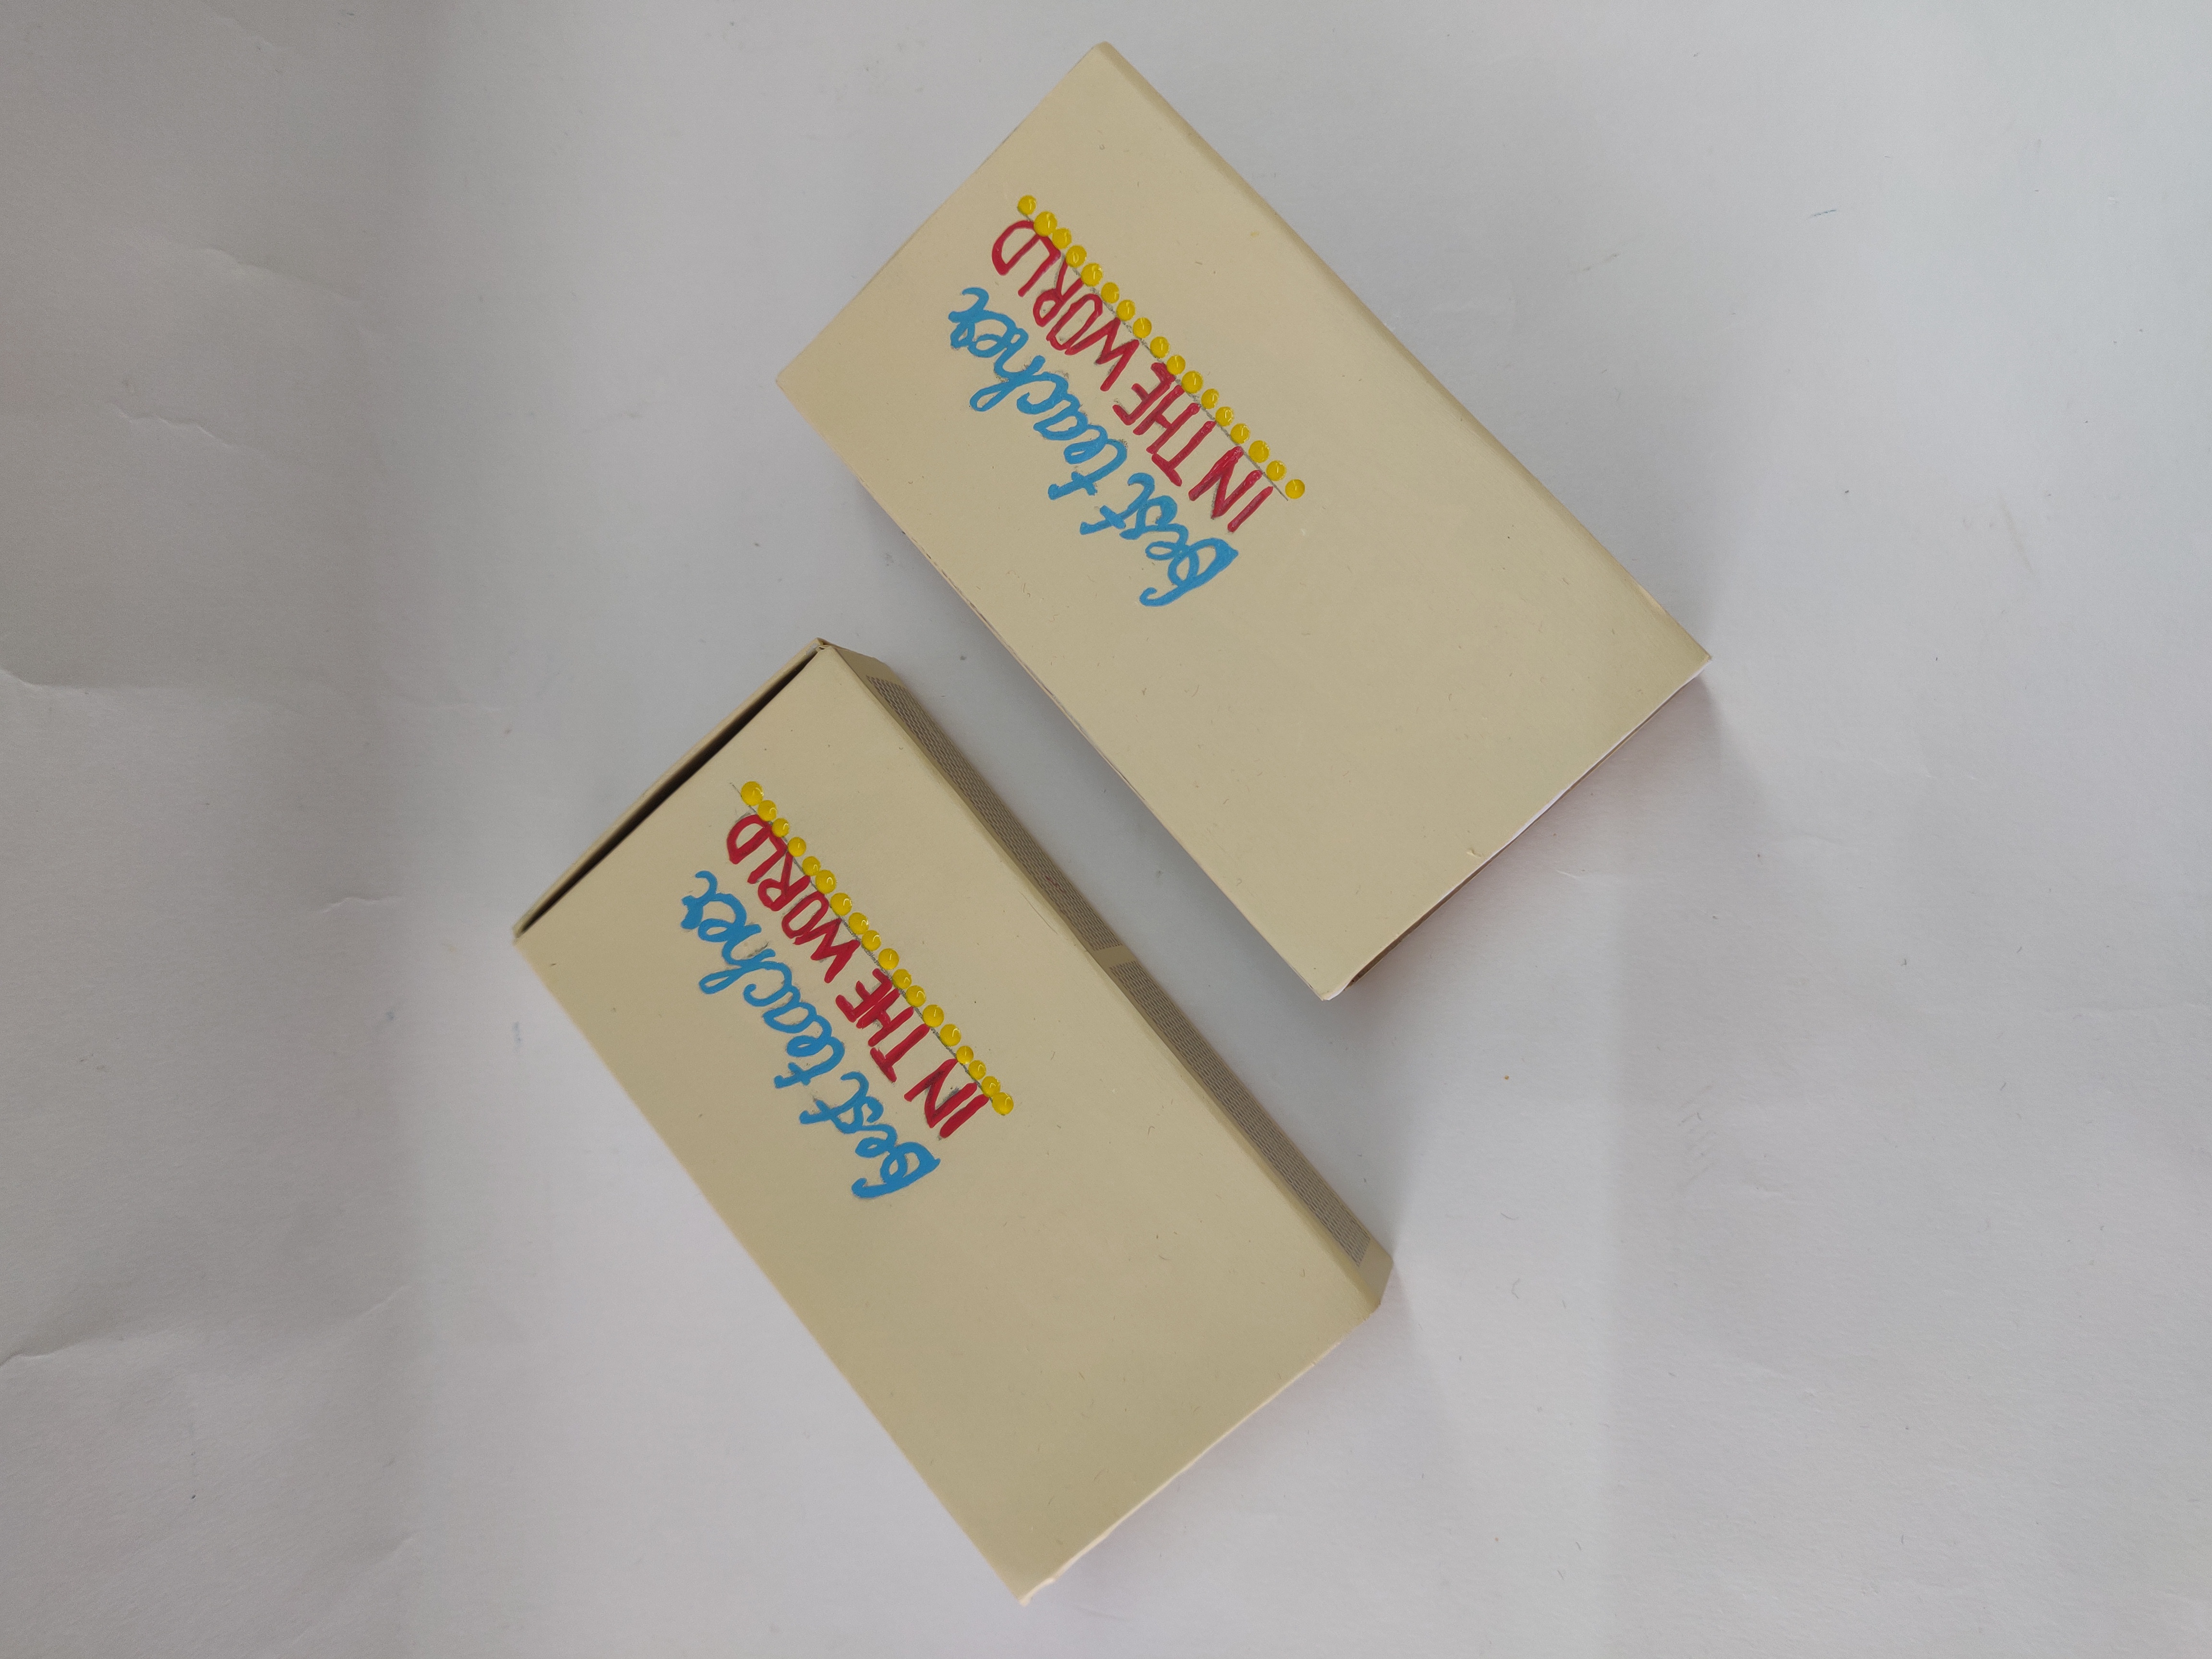 Best teacher
IN THE WORLD
Best teacher
IN THE WORLD